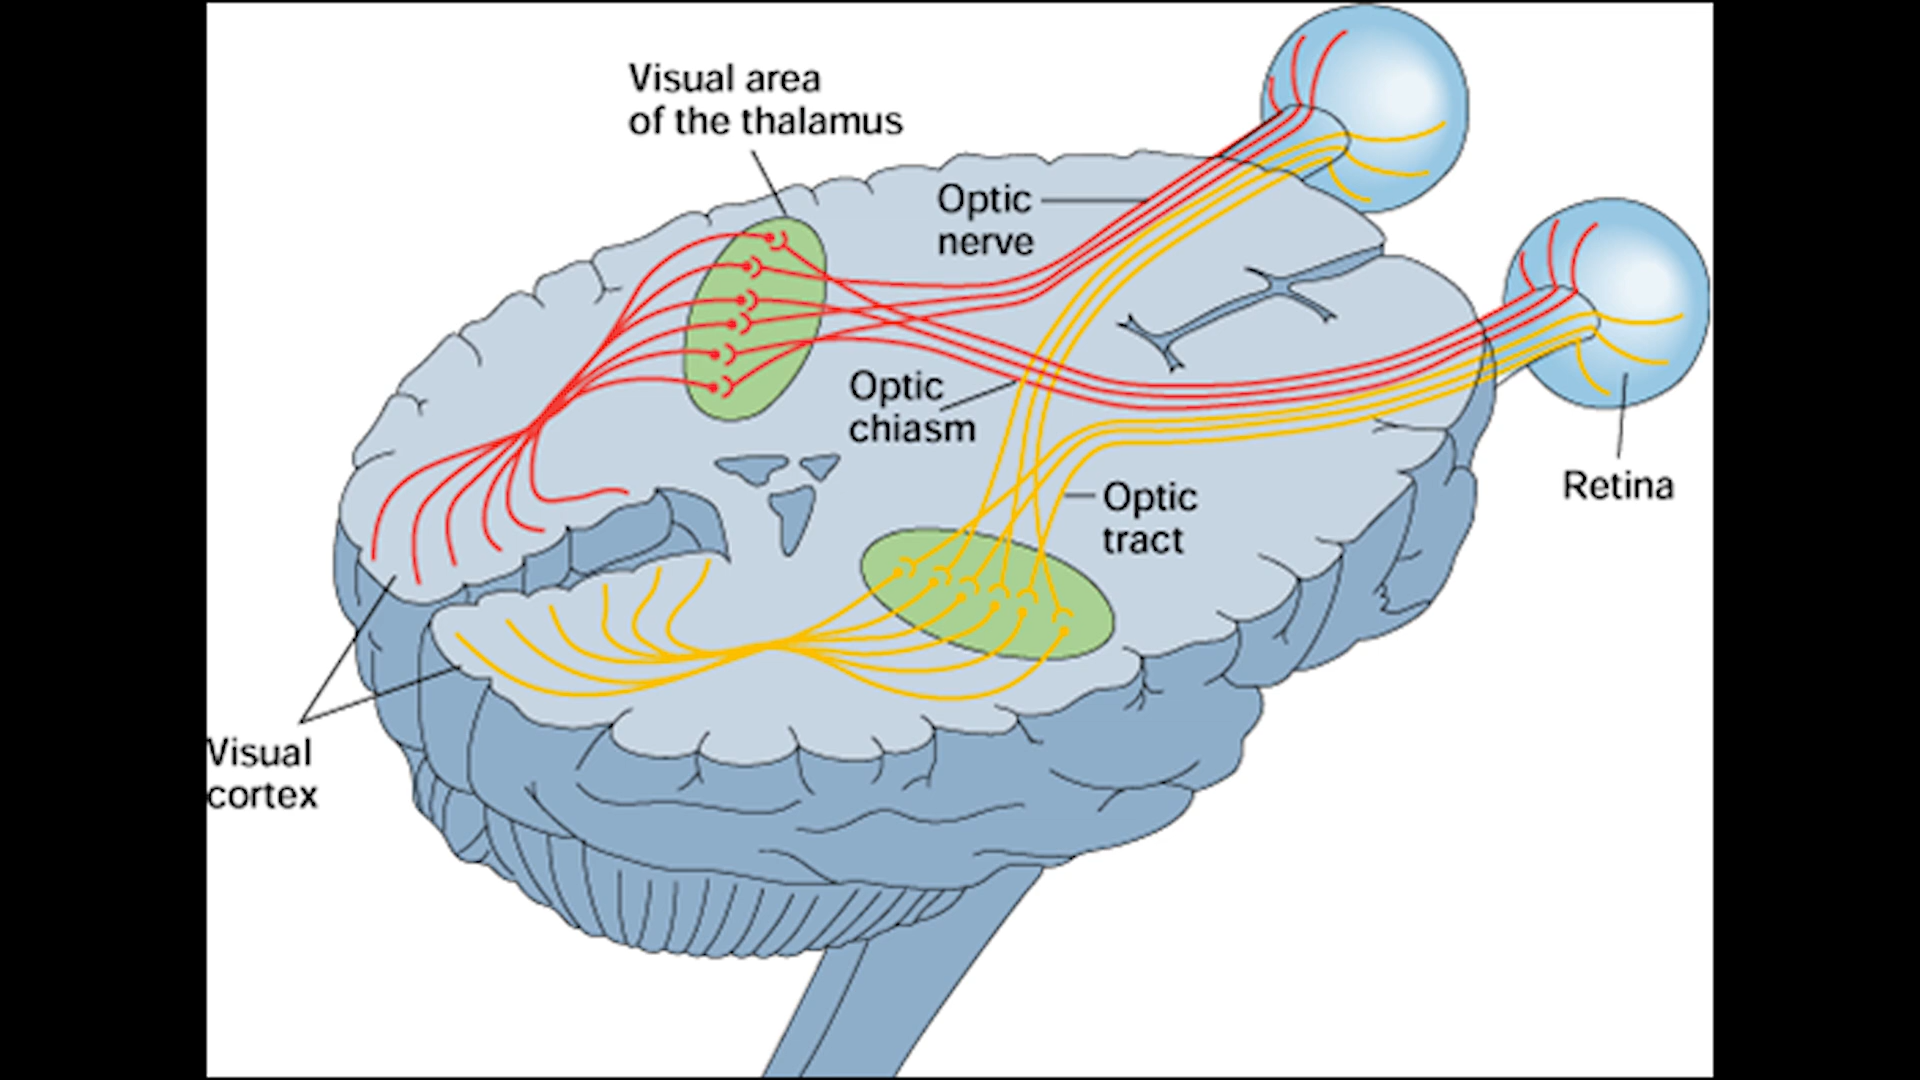 Visual area
of the thalamus
Optic
nerve
Optic
chiasm
Optic
tract
Retina
Visual
cortex